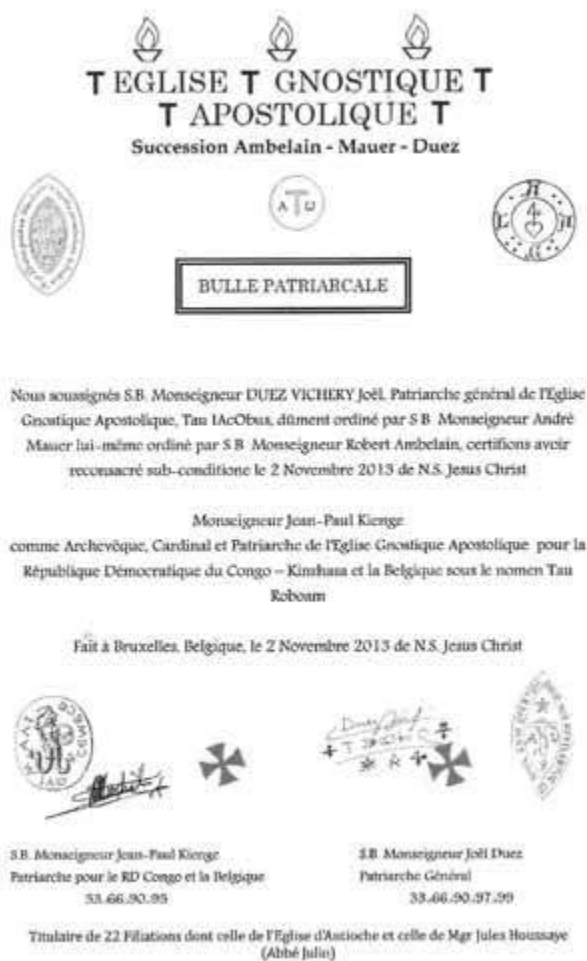 T EGLISE T GNOSTIQUE T
T APOSTOLIQUE T
Succession Ambelain - Mauer - Duez
A T Ω
BULLE PATRIARCALE
Nous soussignés S.B. Monseigneur DUEZ VICHERY Joël, Patriarche général de l'Eglise
Gnostique Apostolique, Tau IAcObus, dûment ordiné par S B Monseigneur André
Mauer lui-même ordiné par S B Monseigneur Robert Ambelain, certifions avoir
reconsacré sub-conditione le 2 Novembre 2013 de N.S. Jesus Christ
Monseigneur Jean-Paul Kienge
comme Archevêque, Cardinal et Patriarche de l'Eglise Gnostique Apostolique pour la
République Démocratique du Congo – Kinshasa et la Belgique sous le nomen Tau
Roboam
Fait à Bruxelles, Belgique, le 2 Novembre 2013 de N.S. Jesus Christ
S.B. Monseigneur Jean-Paul Kienge
Patriarche pour le RD Congo et la Belgique
33.66.90.95
S.B. Monseigneur Joël Duez
Patriarche Général
33.66.90.97.99
Titulaire de 22 Filiations dont celle de l'Eglise d'Antioche et celle de Mgr Jules Houssaye
(Abbé Julio)